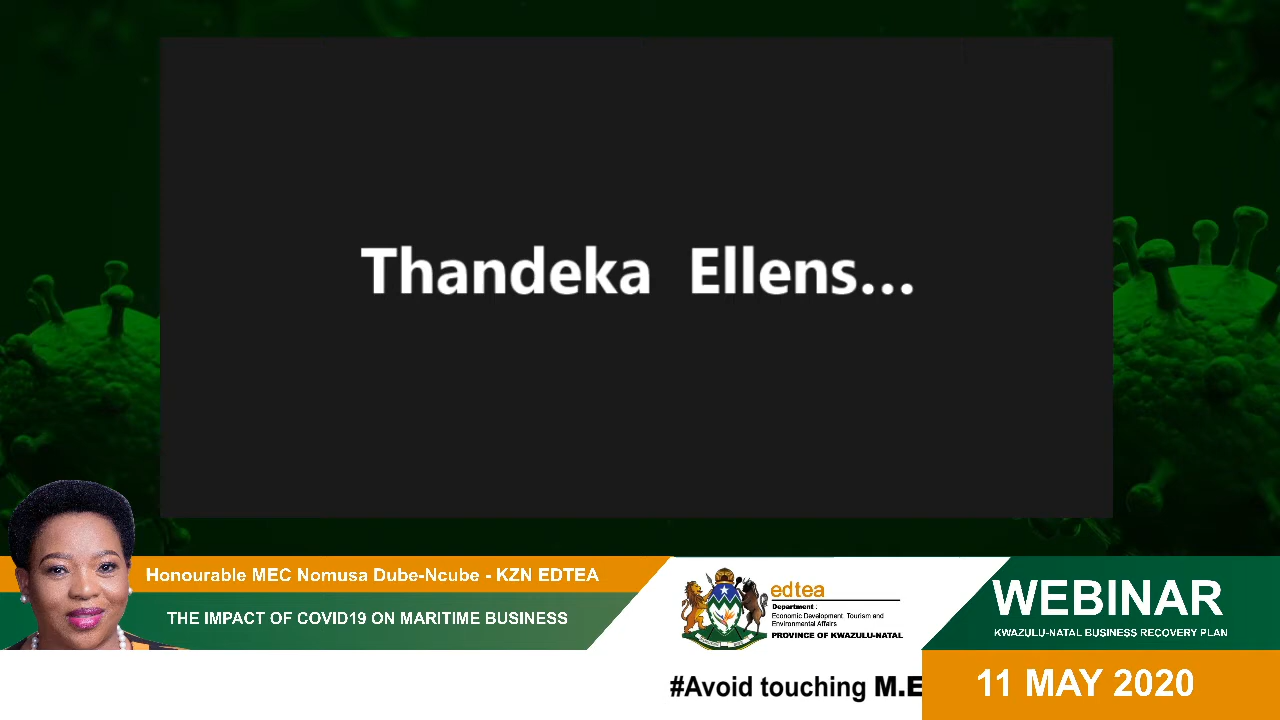 Thandeka Ellens...
Honourable MEC Nomusa Dube-Ncube - KZN EDTEA
THE IMPACT OF COVID19 ON MARITIME BUSINESS
edtea
Department:
Economic Development, Tourism and
Environmental Affairs
PROVINCE OF KWAZULU-NATAL
WEBINAR
KWAZULU-NATAL BUSINESS RECOVERY PLAN
#Avoid touching M.E
11 MAY 2020